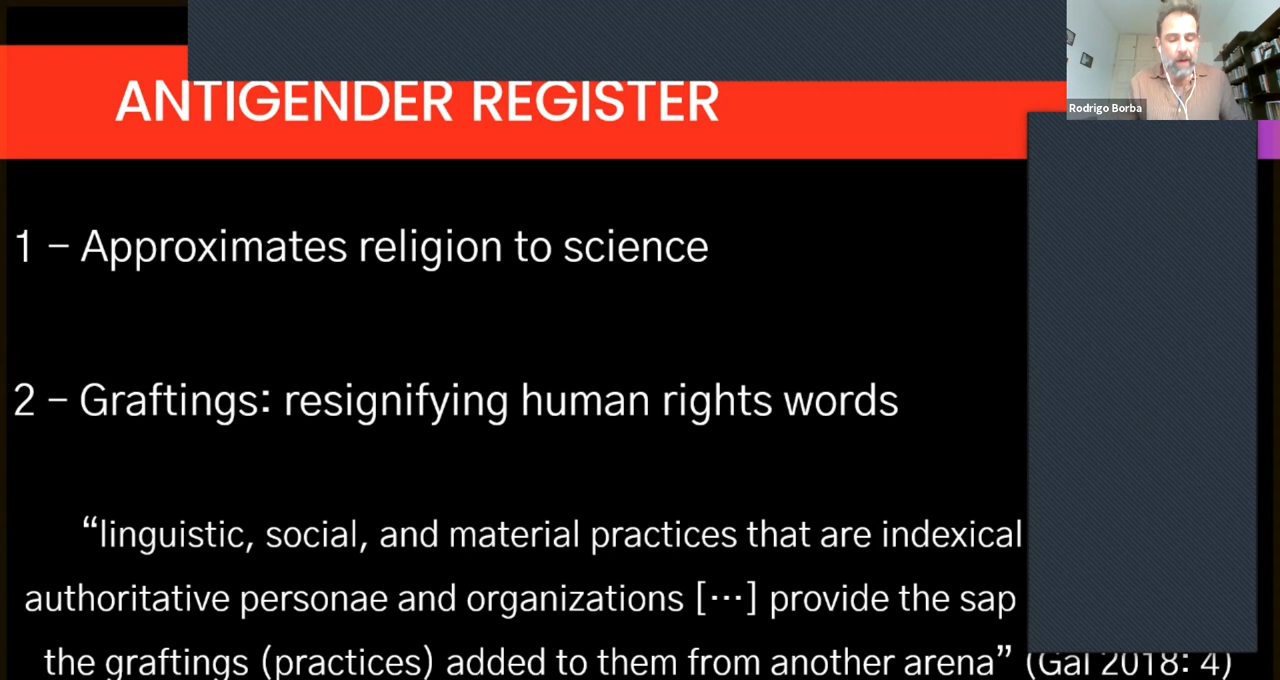 ANTIGENDER REGISTER
Rodrigo Borba
1 – Approximates religion to science
2 – Graftings: resignifying human rights words
“linguistic, social, and material practices that are indexical
authoritative personae and organizations […] provide the sap
the graftings (practices) added to them from another arena” (Gal 2018: 4)